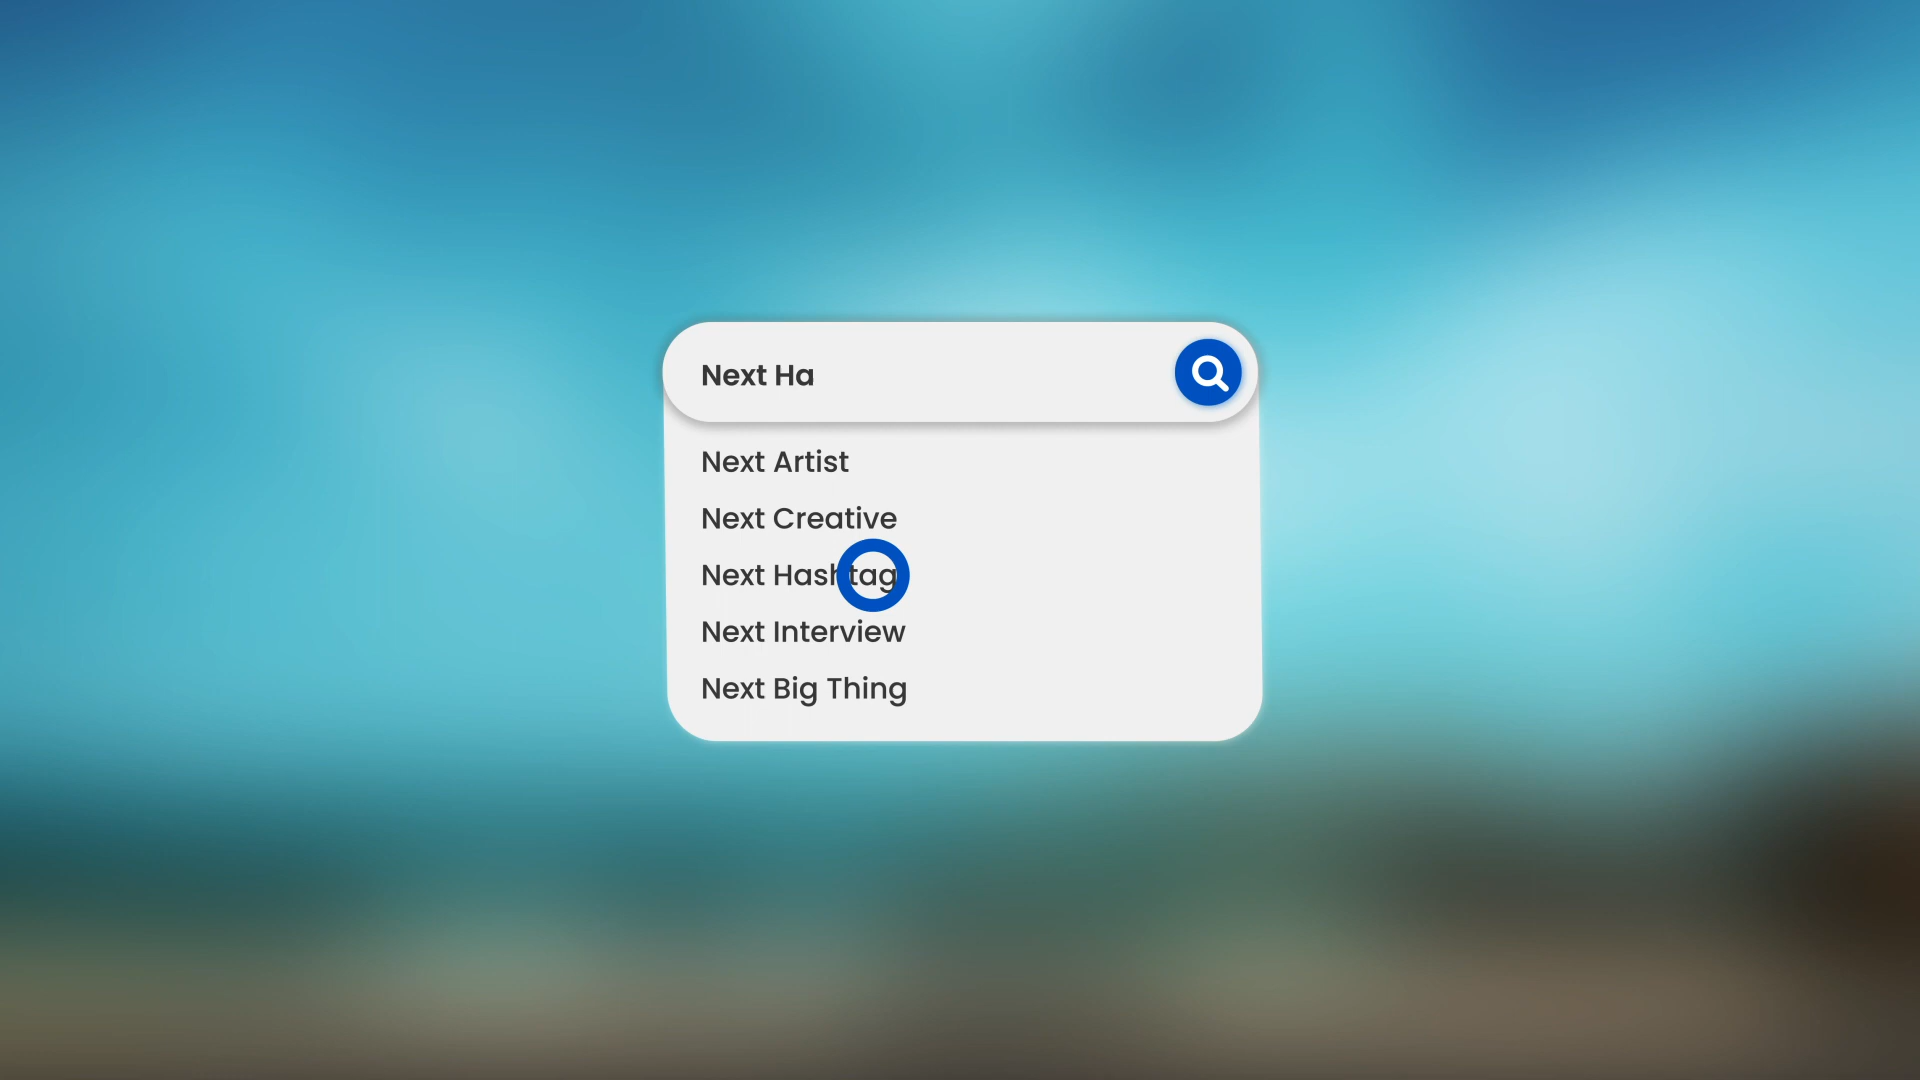 Next Ha
Next Artist
Next Creative
Next Hashtag
Next Interview
Next Big Thing